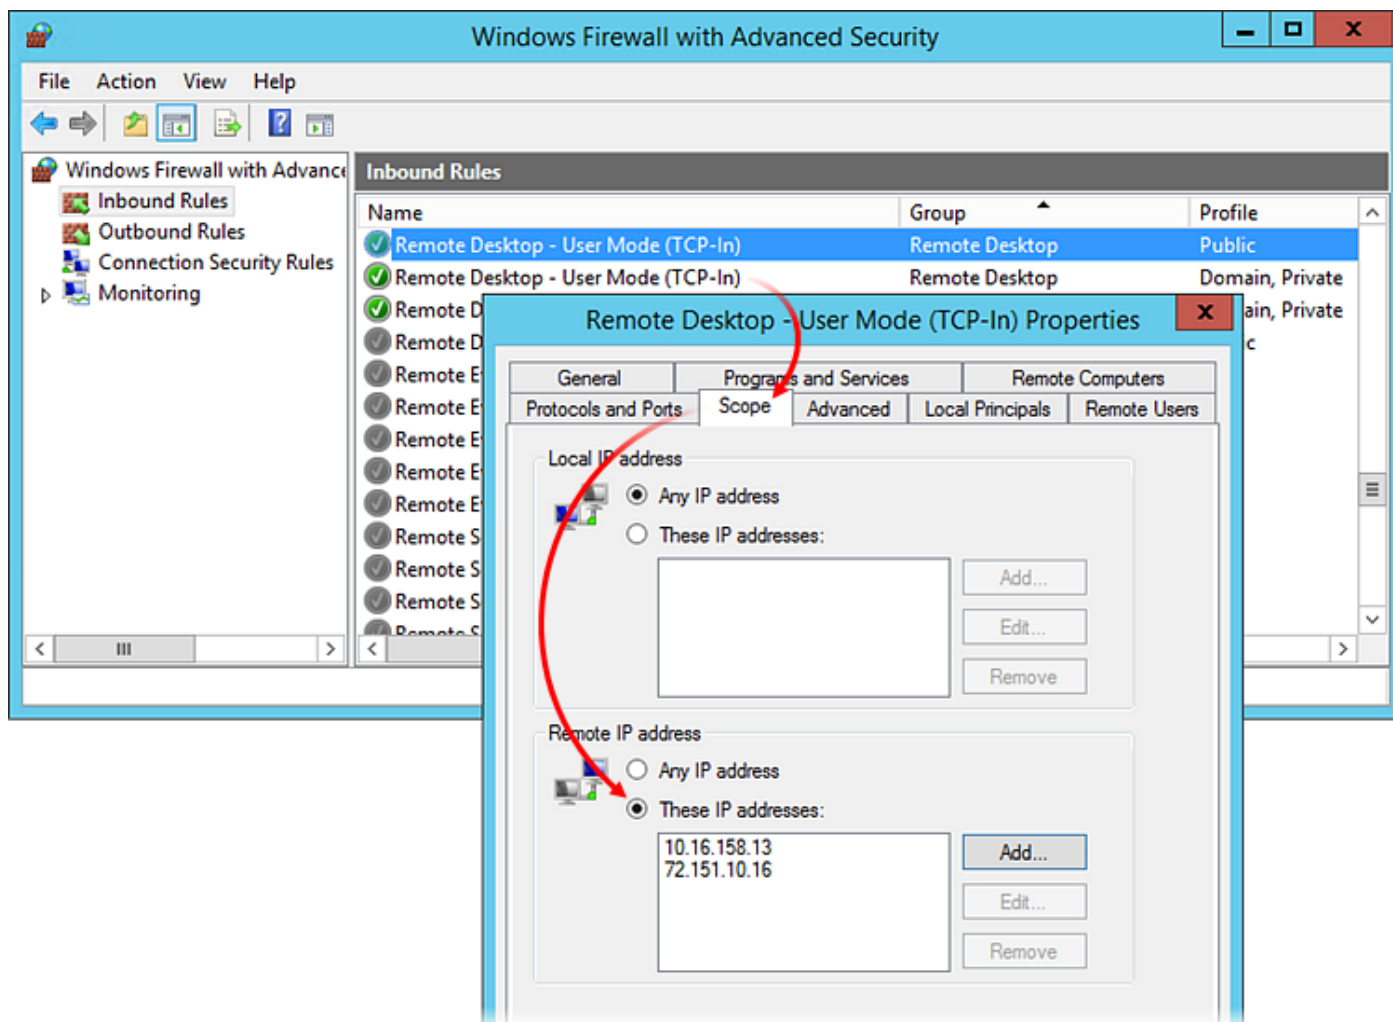 Windows Firewall with Advanced Security
File Action View Help
Windows Firewall with Advance
Inbound Rules
Outbound Rules
Connection Security Rules
Monitoring
Inbound Rules
Name Group Profile
Remote Desktop - User Mode (TCP-In) Remote Desktop Public
Remote Desktop - User Mode (TCP-In) Remote Desktop Domain, Private
Remote D ain, Private
Remote D c
Remote E
Remote E
Remote E
Remote E
Remote E
Remote S
Remote S
Remote S
Remote S
Remote Desktop - User Mode (TCP-In) Properties
General Programs and Services Remote Computers
Protocols and Ports Scope Advanced Local Principals Remote Users
Local IP address
Any IP address
These IP addresses:
Add...
Edit...
Remove
Remote IP address
Any IP address
These IP addresses:
10.16.158.13
72.151.10.16
Add...
Edit...
Remove